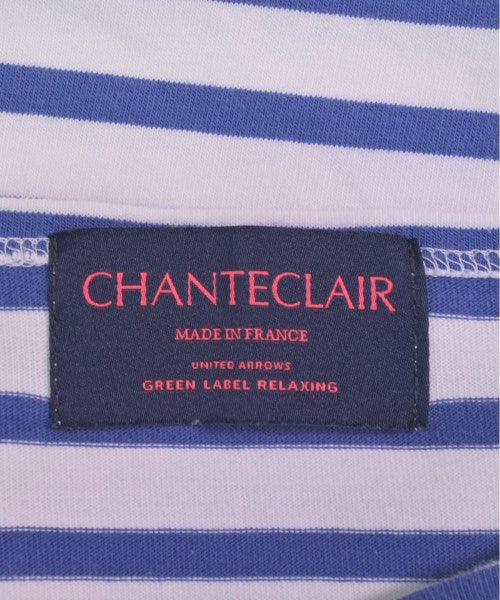 CHANTECLAIR
MADE IN FRANCE
UNITED ARROWS
GREEN LABEL RELAXING